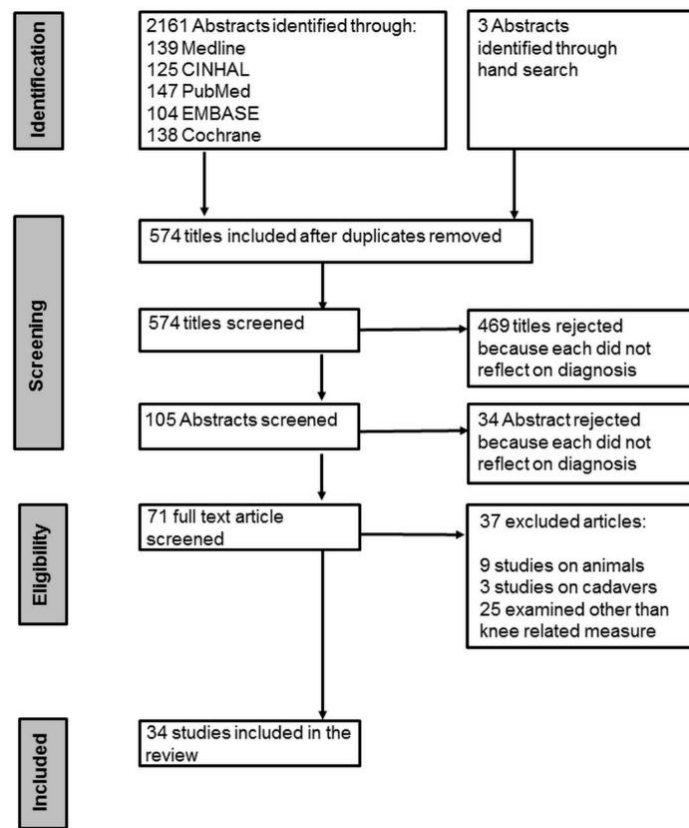 Identification
2161 Abstracts identified through:
139 Medline
125 CINHAL
147 PubMed
104 EMBASE
138 Cochrane
3 Abstracts
identified through
hand search
Screening
574 titles included after duplicates removed
574 titles screened
469 titles rejected
because each did not
reflect on diagnosis
105 Abstracts screened
34 Abstract rejected
because each did not
reflect on diagnosis
Eligibility
71 full text article
screened
37 excluded articles:
9 studies on animals
3 studies on cadavers
25 examined other than
knee related measure
Included
34 studies included in the
review